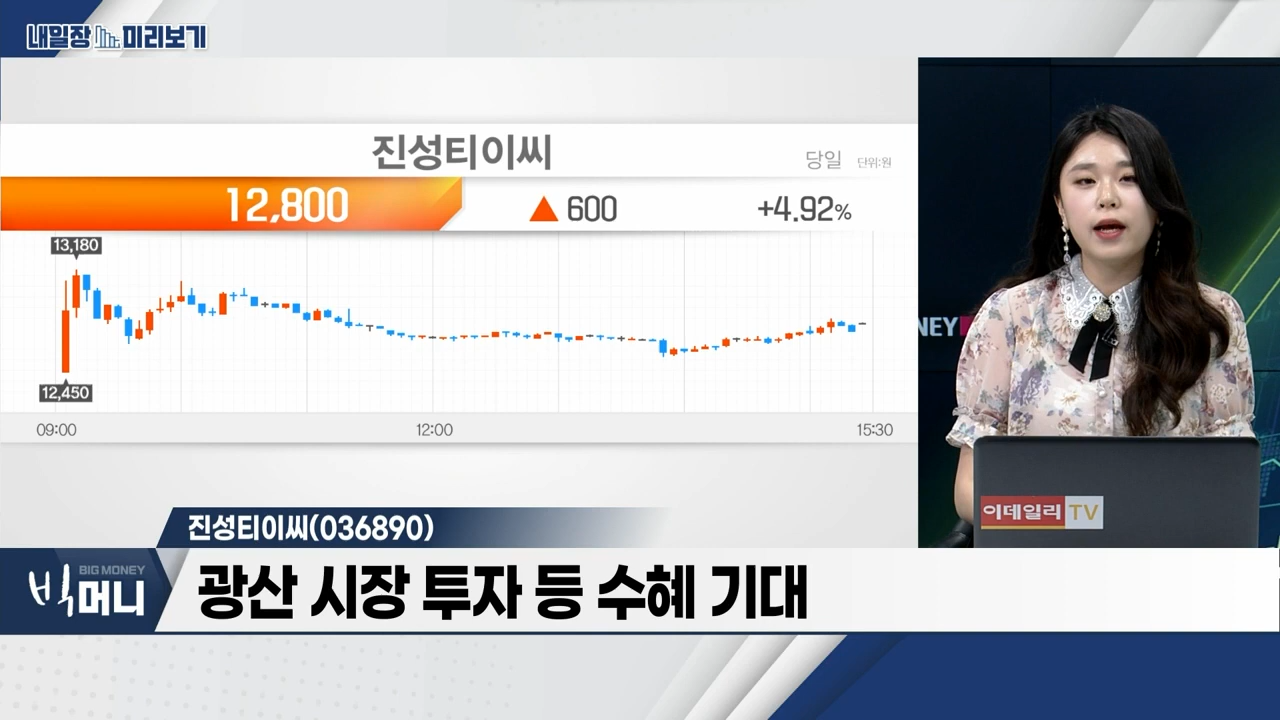 내일장 미리보기
진성티이씨
당일 단위:원
12,800 ▲ 600 +4.92%
13,180
12,450
09:00 12:00 15:30
NEY
이데일리 TV
진성티이씨(036890)
BIG MONEY
빅머니
광산 시장 투자 등 수혜 기대